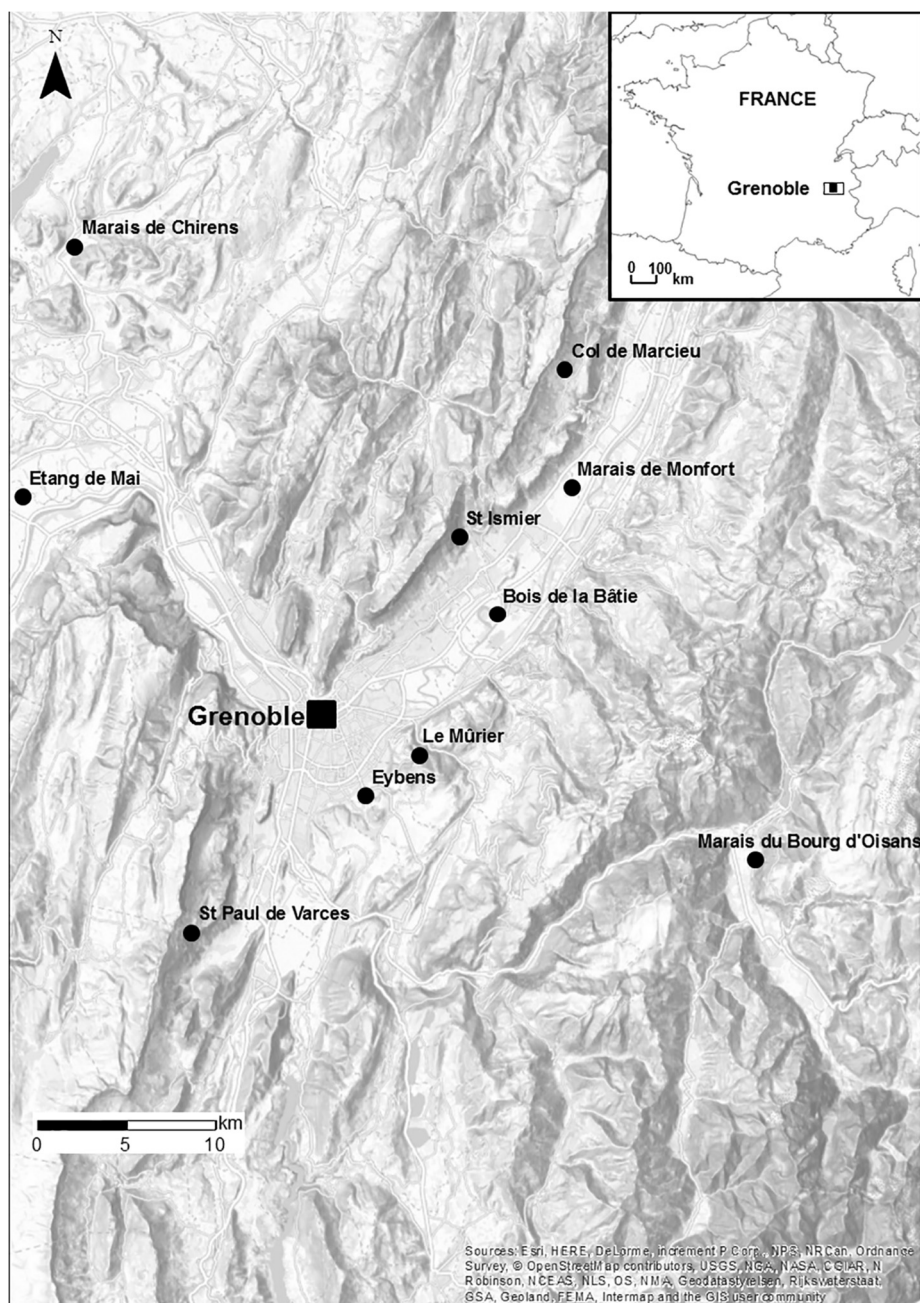 N
FRANCE
Grenoble
0 100
km
Marais de Chirens
Col de Marcieu
Etang de Mai
Marais de Monfort
St Ismier
Bois de la Bâtie
Grenoble
Le Mûrier
Eybens
Marais du Bourg d'Oisans
St Paul de Varces
km
0 5 10
Sources: Esri, HERE, DeLorme, increment P Corp., NPS, NRCan, Ordnance
Survey, © OpenStreetMap contributors, USGS, NGA, NASA, CGIAR, N
Robinson, NCEAS, NLS, OS, NMA, Geodatastyrelsen, Rijkswaterstaat,
GSA, Geoland, FEMA, Intermap and the GIS user community